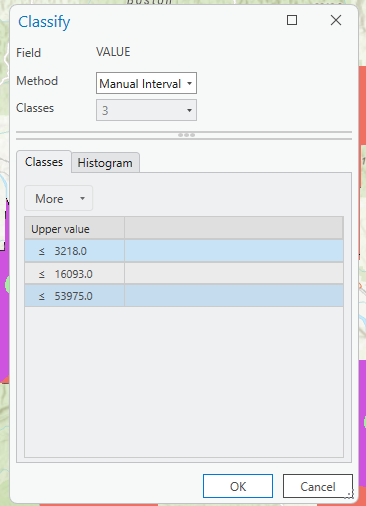 Boston
Classify
Field VALUE
Method Manual Interval
Classes 3
Classes Histogram
More
Upper value
≤ 3218.0
≤ 16093.0
≤ 53975.0
OK Cancel